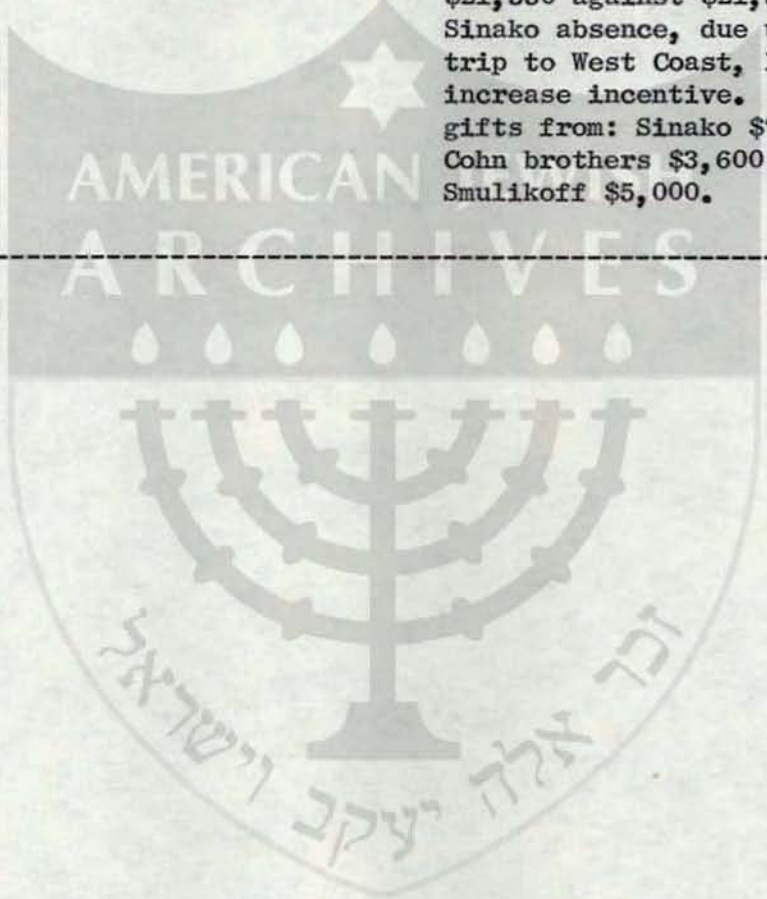 Sinako absence, due
trip to West Coast,
increase incentive.
gifts from: Sinako $
Cohn brothers $3,600
Smulikoff $5,000.
AMERICAN
ARCHIVES
זכר אלה יעקב וישראל